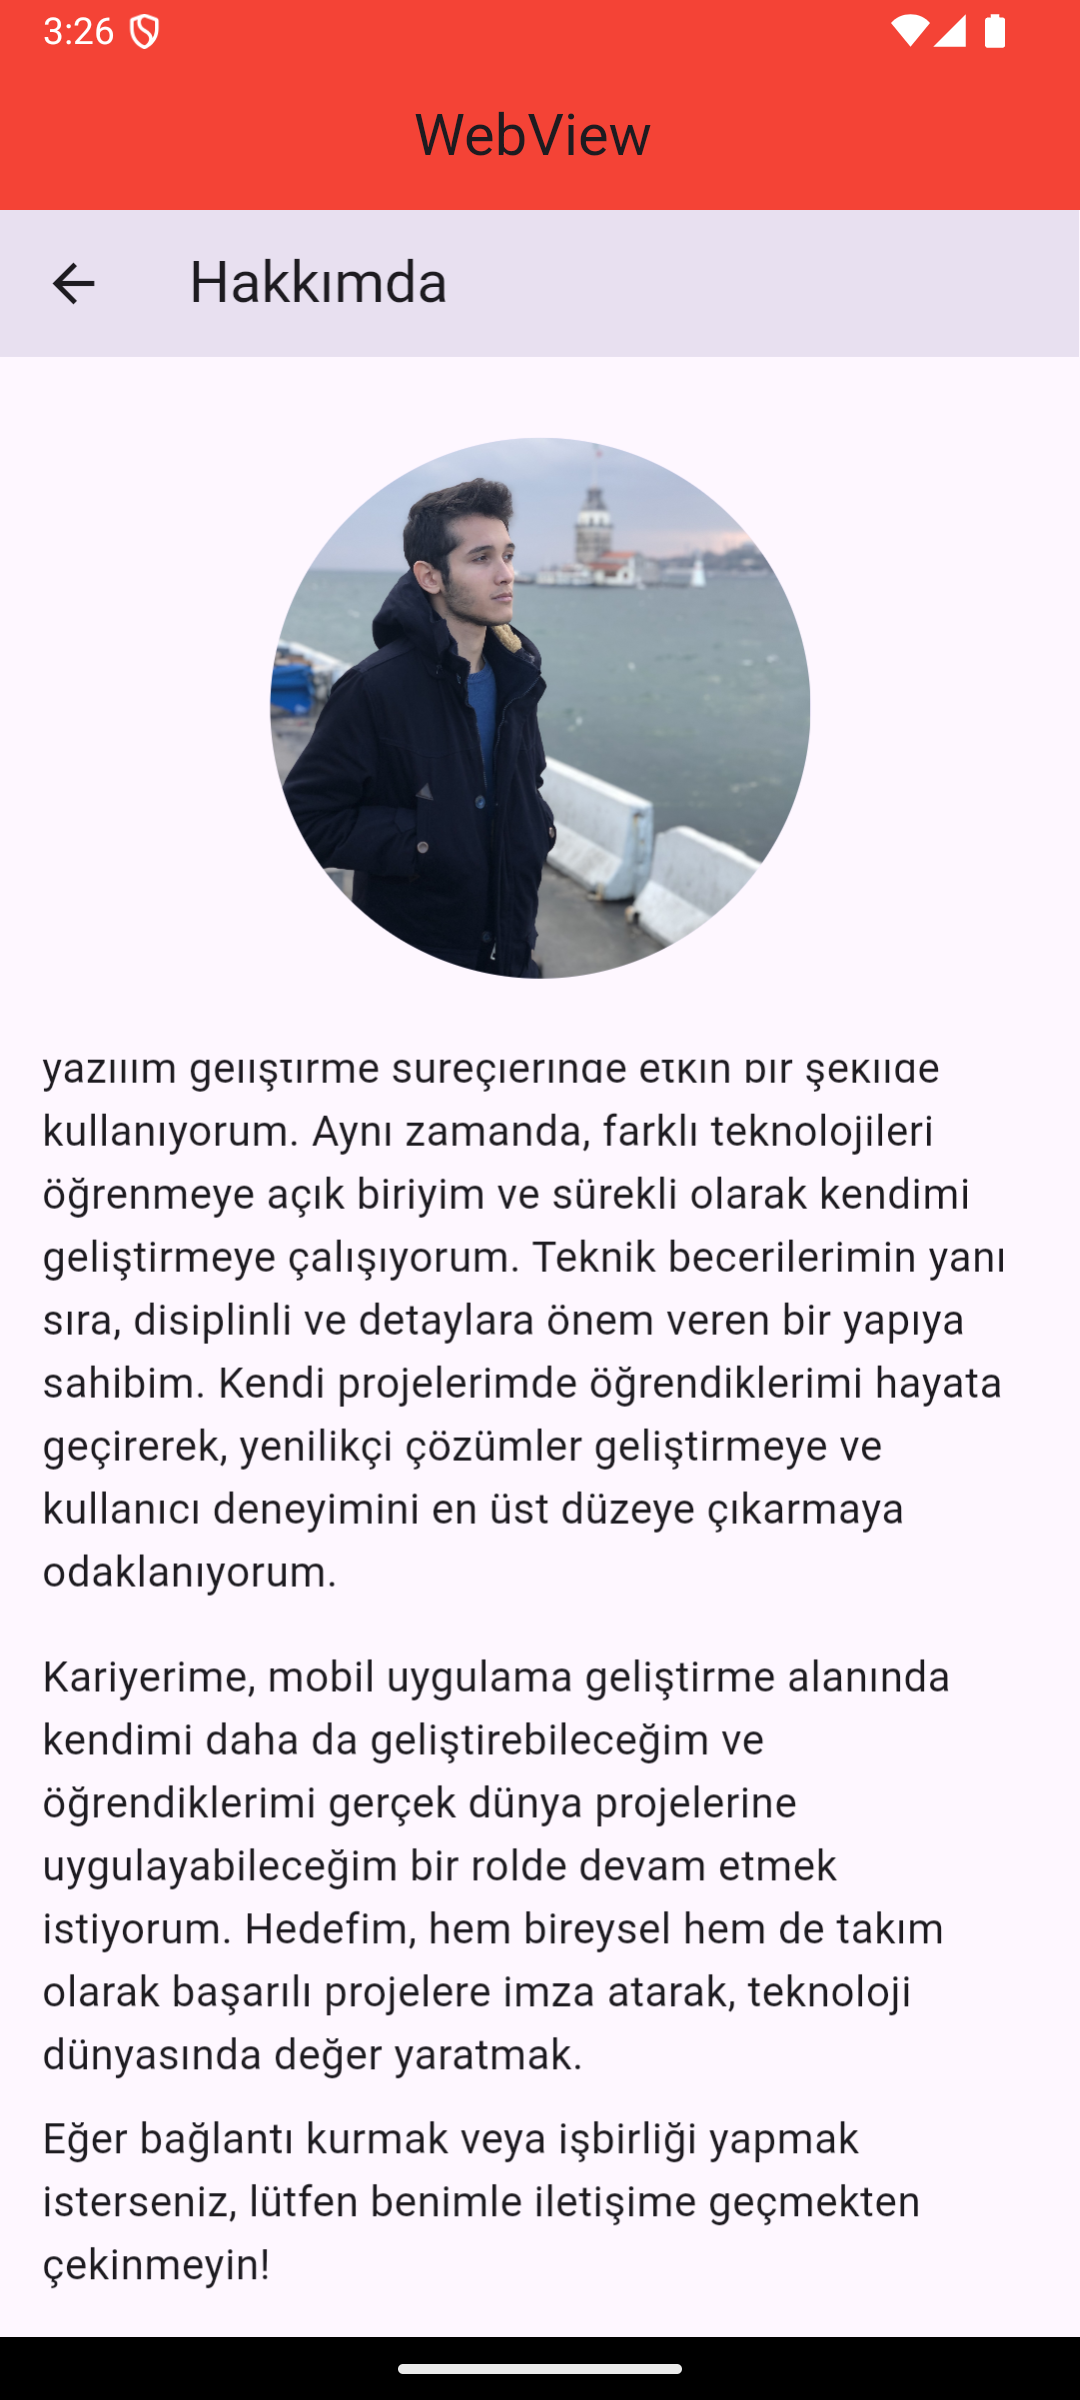 3:26
WebView
Hakkımda
yazılım geliştirme süreçlerinde etkin bir şekilde
kullanıyorum. Aynı zamanda, farklı teknolojileri
öğrenmeye açık biriyim ve sürekli olarak kendimi
geliştirmeye çalışıyorum. Teknik becerilerimin yanı
sıra, disiplinli ve detaylara önem veren bir yapıya
sahibim. Kendi projelerimde öğrendiklerimi hayata
geçirerek, yenilikçi çözümler geliştirmeye ve
kullanıcı deneyimini en üst düzeye çıkarmaya
odaklanıyorum.
Kariyerime, mobil uygulama geliştirme alanında
kendimi daha da geliştirebileceğim ve
öğrendiklerimi gerçek dünya projelerine
uygulayabileceğim bir rolde devam etmek
istiyorum. Hedefim, hem bireysel hem de takım
olarak başarılı projelere imza atarak, teknoloji
dünyasında değer yaratmak.
Eğer bağlantı kurmak veya işbirliği yapmak
isterseniz, lütfen benimle iletişime geçmekten
çekinmeyin!